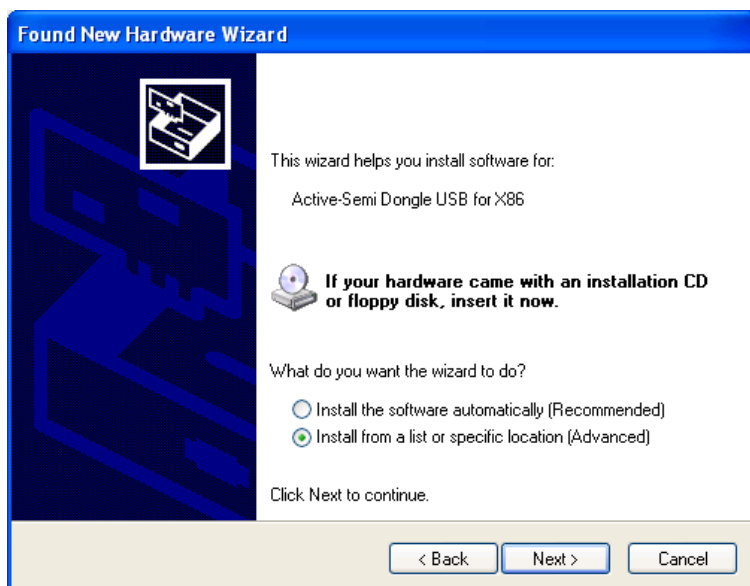 Found New Hardware Wizard
This wizard helps you install software for:
Active-Semi Dongle USB for X86
If your hardware came with an installation CD
or floppy disk, insert it now.
What do you want the wizard to do?
Install the software automatically (Recommended)
Install from a list or specific location (Advanced)
Click Next to continue.
< Back
Next >
Cancel